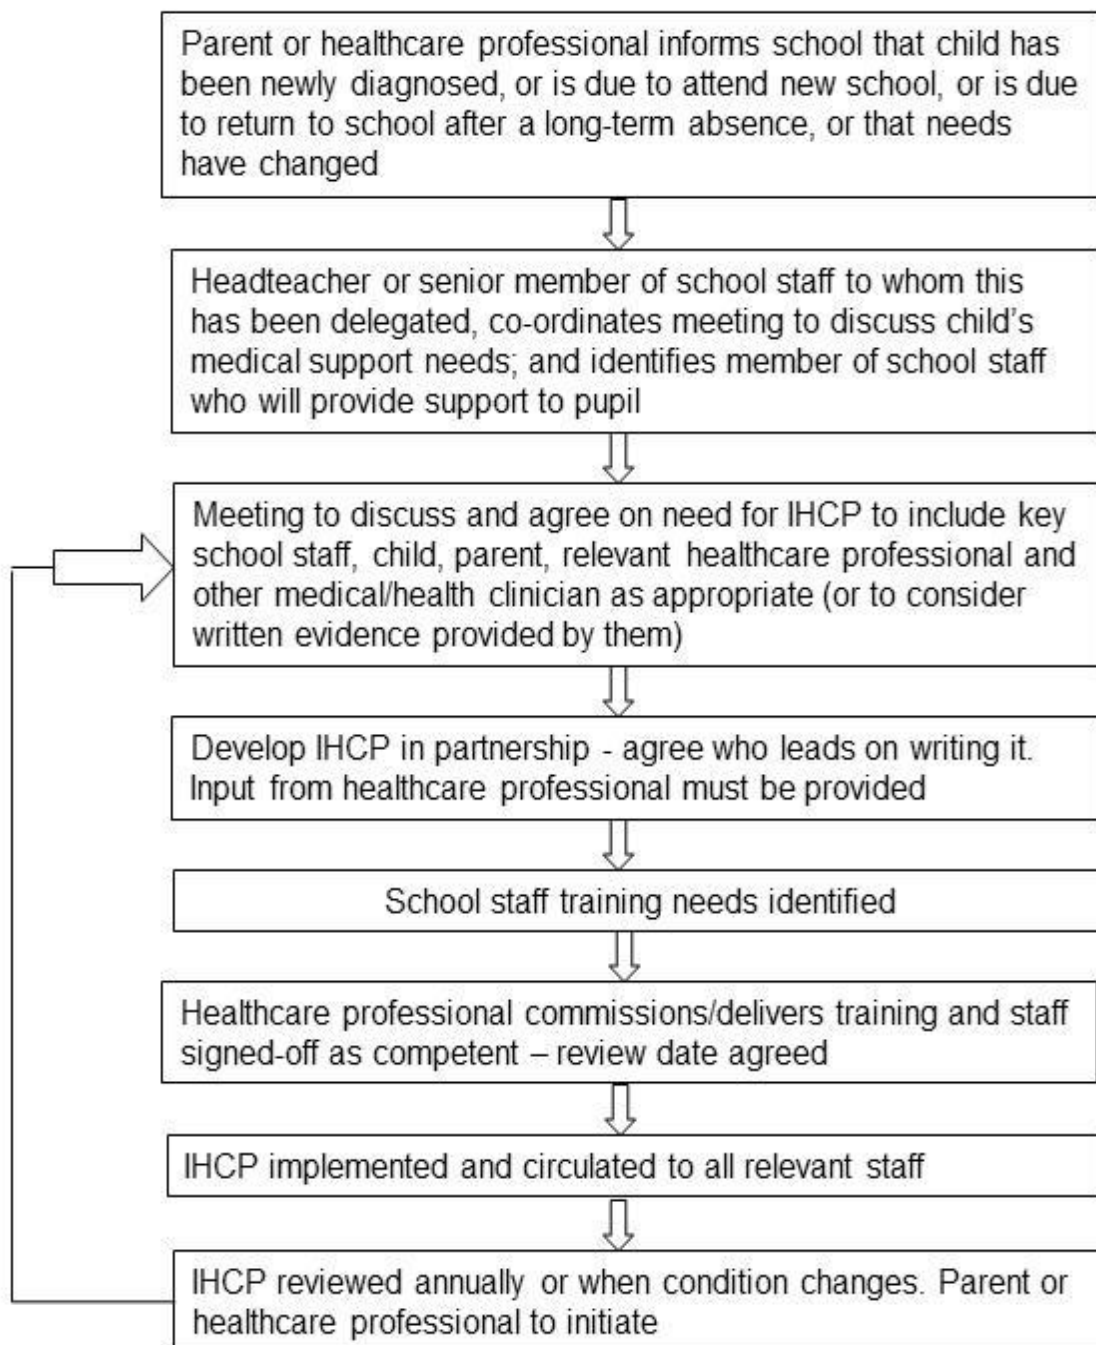 Parent or healthcare professional informs school that child has
been newly diagnosed, or is due to attend new school, or is due
to return to school after a long-term absence, or that needs
have changed
Headteacher or senior member of school staff to whom this
has been delegated, co-ordinates meeting to discuss child’s
medical support needs; and identifies member of school staff
who will provide support to pupil
Meeting to discuss and agree on need for IHCP to include key
school staff, child, parent, relevant healthcare professional and
other medical/health clinician as appropriate (or to consider
written evidence provided by them)
Develop IHCP in partnership - agree who leads on writing it.
Input from healthcare professional must be provided
School staff training needs identified
Healthcare professional commissions/delivers training and staff
signed-off as competent – review date agreed
IHCP implemented and circulated to all relevant staff
IHCP reviewed annually or when condition changes. Parent or
healthcare professional to initiate